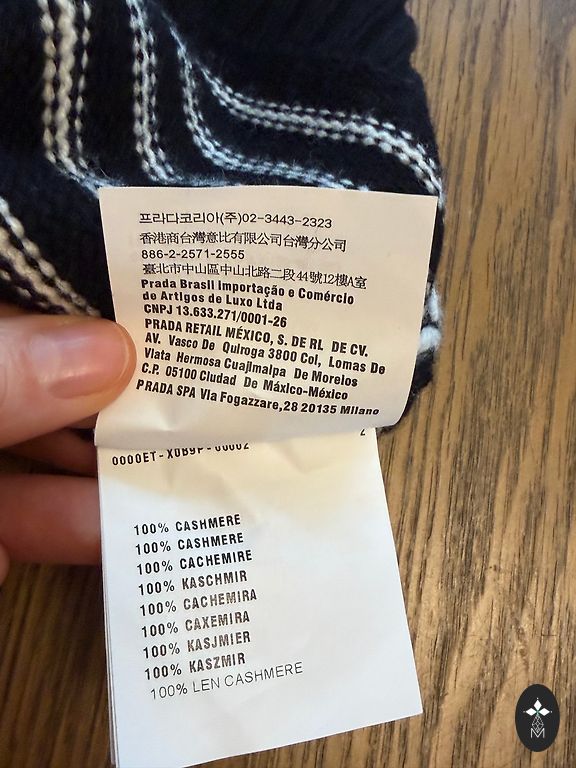 프라다코리아(주)02-3443-2323
香港商台灣意比有限公司台灣分公司
886-2-2571-2555
臺北市中山區中山北路二段44號12樓A室
Prada Brasil Importação e Comércio
de Artigos de Luxo Ltda
CNPJ 13.633.271/0001-26
PRADA RETAIL MÉXICO, S. DE RL DE CV.
AV. Vasco De Quiroga 3800 Col, Lomas De
Vlata Hermosa Cuajimalpa De Morelos
C.P. 05100 Ciudad De Máxico-México
PRADA SPA Via Fogazzare,28 20135 Milano
2
0000ET-X0B9P-00002
100% CASHMERE
100% CASHMERE
100% CACHEMIRE
100% KASCHMIR
100% CACHEMIRA
100% CAXEMIRA
100% KASJMIER
100% KASZMIR
100% LEN CASHMERE
M